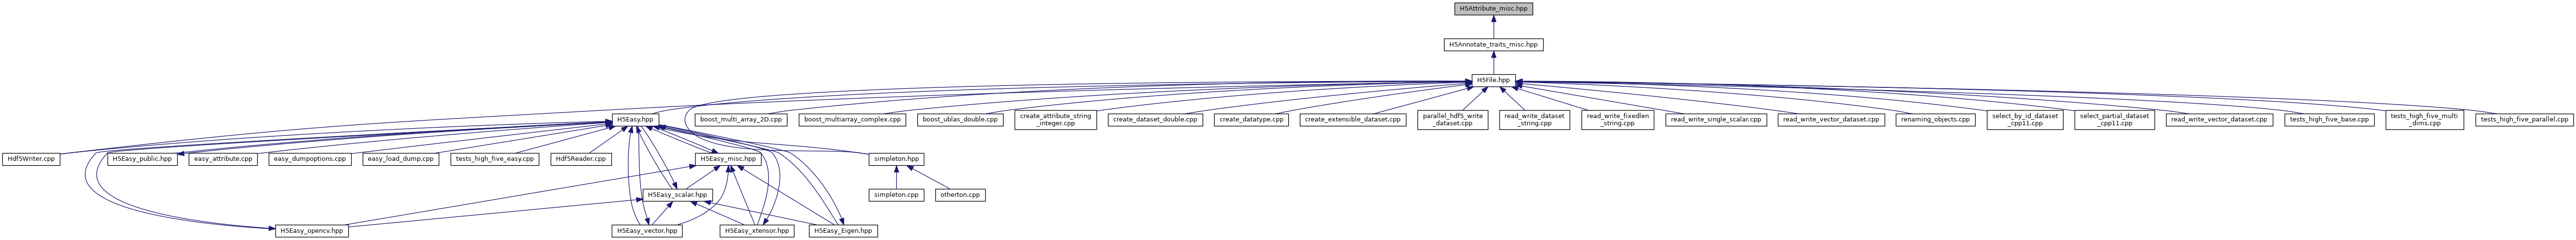 H5Attribute_misc.hpp
H5Annotate_traits_misc.hpp
H5File.hpp
H5Easy.hpp
boost_multi_array_2D.cpp
boost_multiarray_complex.cpp
boost_ublas_double.cpp
create_attribute_string
_integer.cpp
create_dataset_double.cpp
create_datatype.cpp
create_extensible_dataset.cpp
parallel_hdf5_write
_dataset.cpp
read_write_dataset
_string.cpp
read_write_fixedlen
_string.cpp
read_write_single_scalar.cpp
read_write_vector_dataset.cpp
renaming_objects.cpp
select_by_id_dataset
_cpp11.cpp
select_partial_dataset
_cpp11.cpp
read_write_vector_dataset.cpp
tests_high_five_base.cpp
tests_high_five_multi
_dims.cpp
tests_high_five_parallel.cpp
Hdf5Writer.cpp
H5Easy_public.hpp
easy_attribute.cpp
easy_dumpoptions.cpp
easy_load_dump.cpp
tests_high_five_easy.cpp
Hdf5Reader.cpp
H5Easy_misc.hpp
simpleton.hpp
H5Easy_scalar.hpp
simpleton.cpp
otherton.cpp
H5Easy_opencv.hpp
H5Easy_vector.hpp
H5Easy_xtensor.hpp
H5Easy_Eigen.hpp